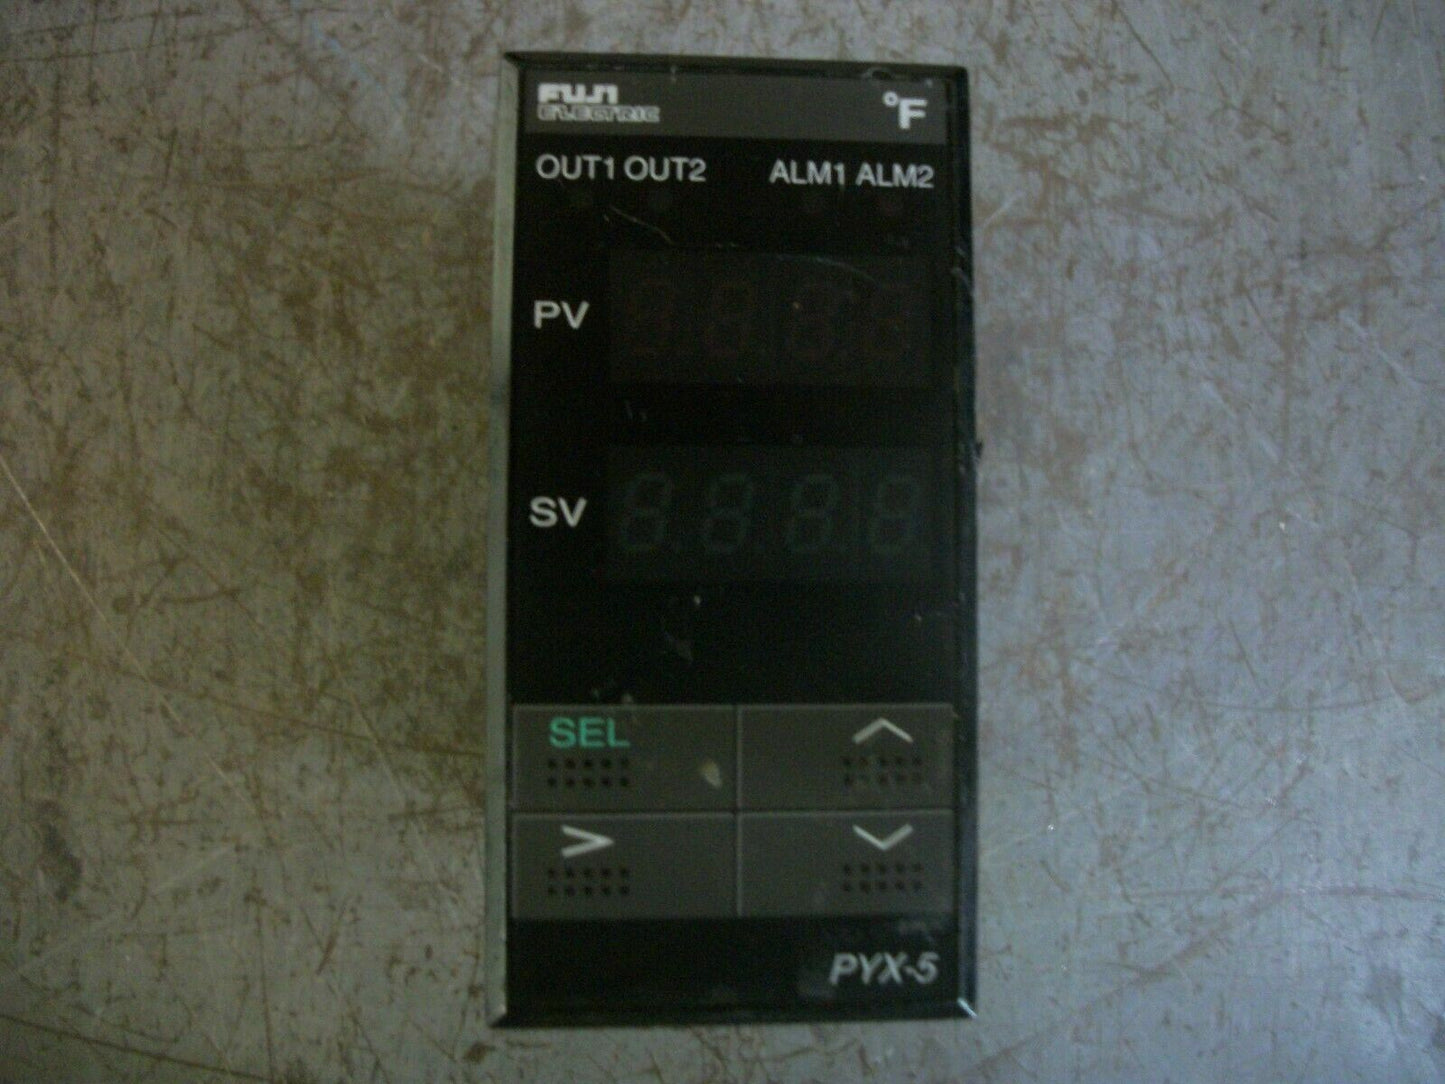 FUJI
ELECTRIC
°F
OUT1 OUT2 ALM1 ALM2
PV
SV
SEL
PYX-5